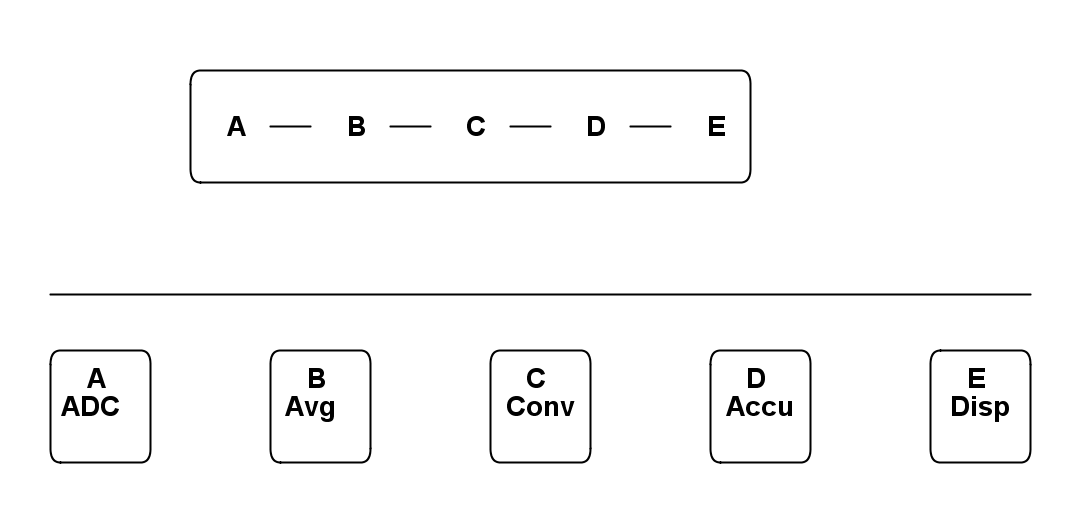 A — B — C — D — E
A
ADC
B
Avg
C
Conv
D
Accu
E
Disp